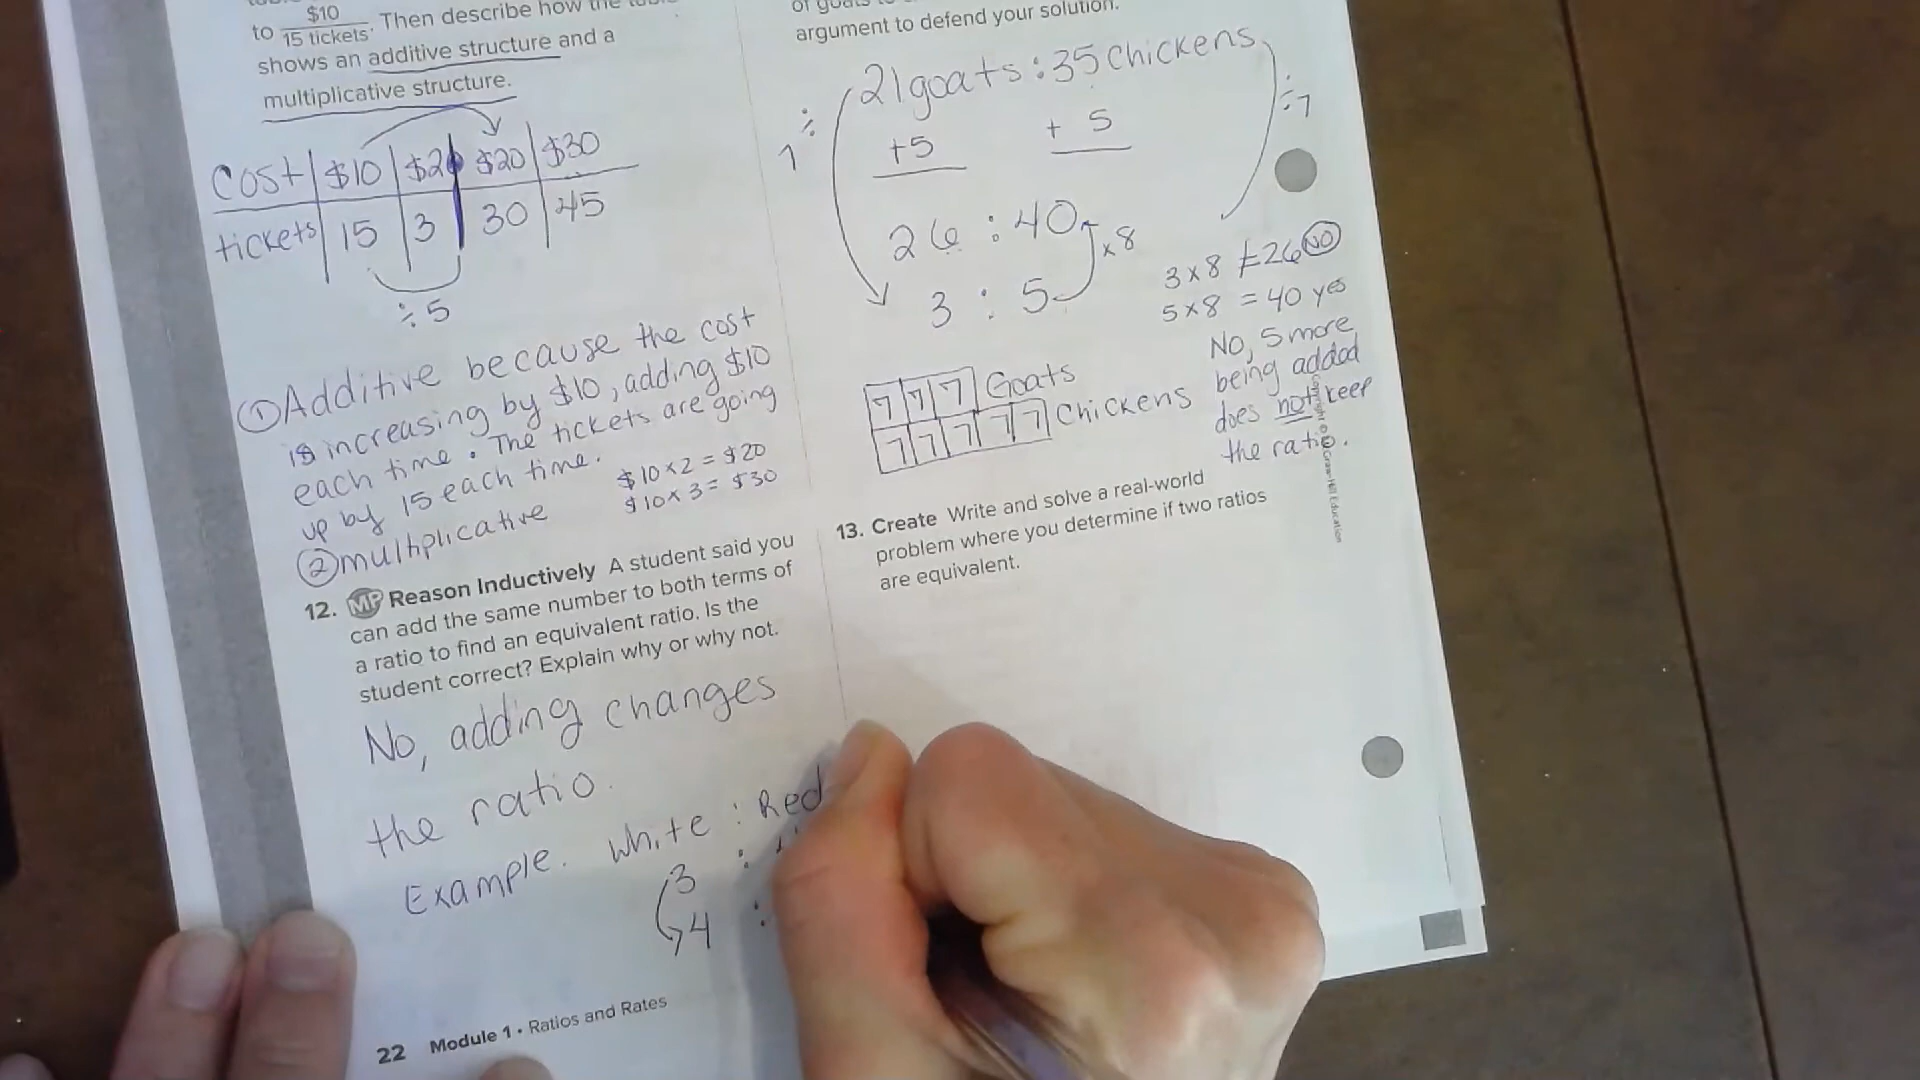 to $10/15 tickets. Then describe how the
shows an additive structure and a
multiplicative structure.
cost $10 $2 $20 $30
tickets 15 3 30 45
÷5
① Additive because the cost
is increasing by $10, adding $10
each time. The tickets are going
up by 15 each time.
$10 x 2 = $20
$10 x 3 = $30
② multiplicative
12. MP Reason Inductively A student said you
can add the same number to both terms of
a ratio to find an equivalent ratio. Is the
student correct? Explain why or why not.
No, adding changes
the ratio.
Example. White : Red
3 :
4 :
22 Module 1 • Ratios and Rates
of goats to
argument to defend your solution.
21 goats : 35 Chickens
÷7
+5 + 5
÷7
26 : 40
x8
3 : 5
3 x 8 ≠ 26 NO
5 x 8 = 40 yes
No, 5 more
being added
does not keep
the ratio.
7 7 7 Goats
7 7 7 7 7 Chickens
13. Create Write and solve a real-world
problem where you determine if two ratios
are equivalent.